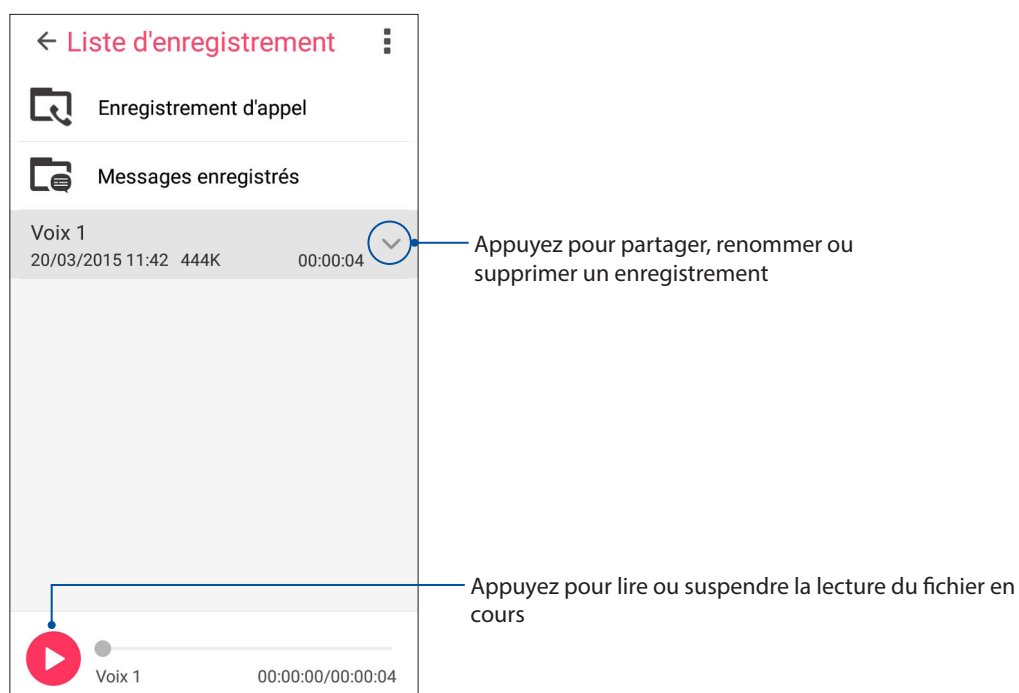 Liste d'enregistrement
Enregistrement d'appel
Messages enregistrés
Voix 1
20/03/2015 11:42 444K 00:00:04
Appuyez pour partager, renommer ou
supprimer un enregistrement
Appuyez pour lire ou suspendre la lecture du fichier en
cours
Voix 1 00:00:00/00:00:04